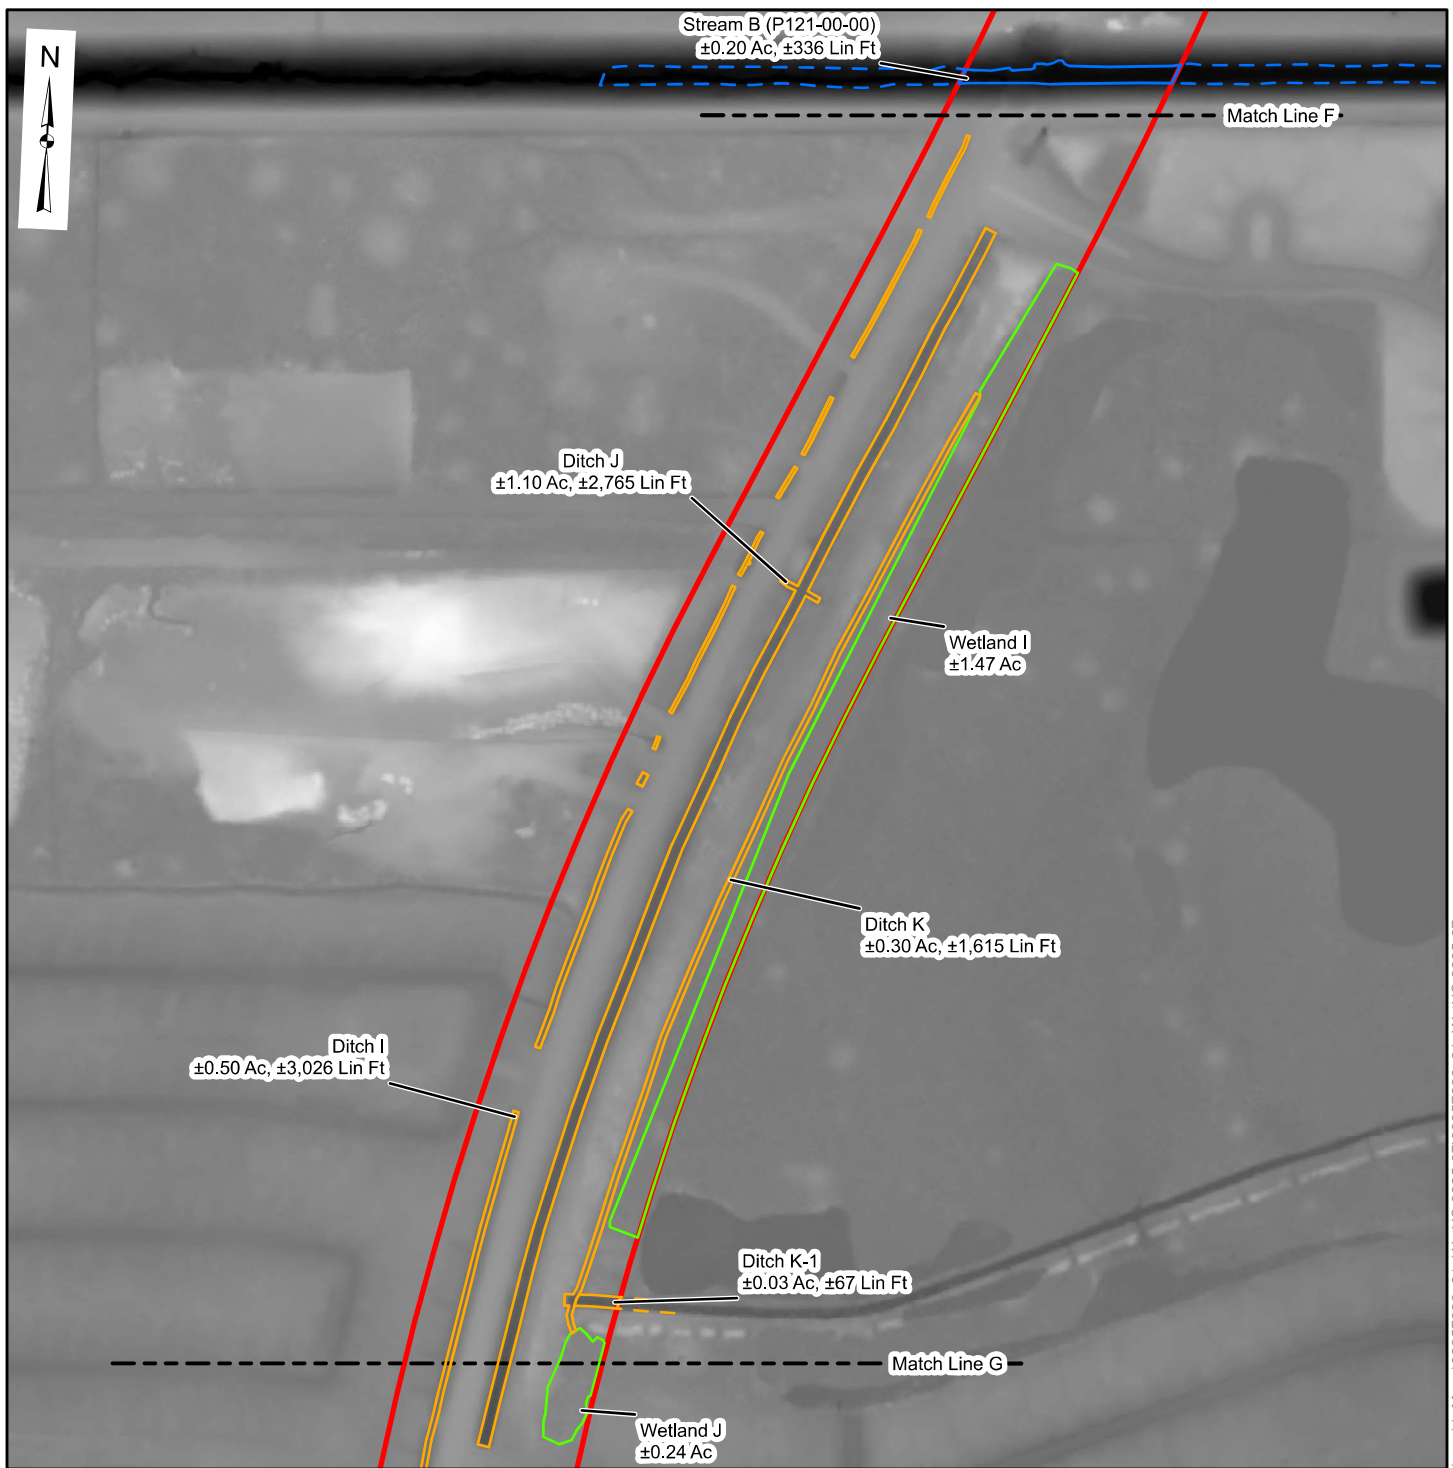 Stream B (P121-00-00)
±0.20 Ac, ±336 Lin Ft
N
Match Line F
Ditch J
±1.10 Ac, ±2,765 Lin Ft
Wetland I
±1.47 Ac
Ditch K
±0.30 Ac, ±1,615 Lin Ft
Ditch I
±0.50 Ac, ±3,026 Lin Ft
Ditch K-1
±0.03 Ac, ±67 Lin Ft
Match Line G
Wetland J
±0.24 Ac